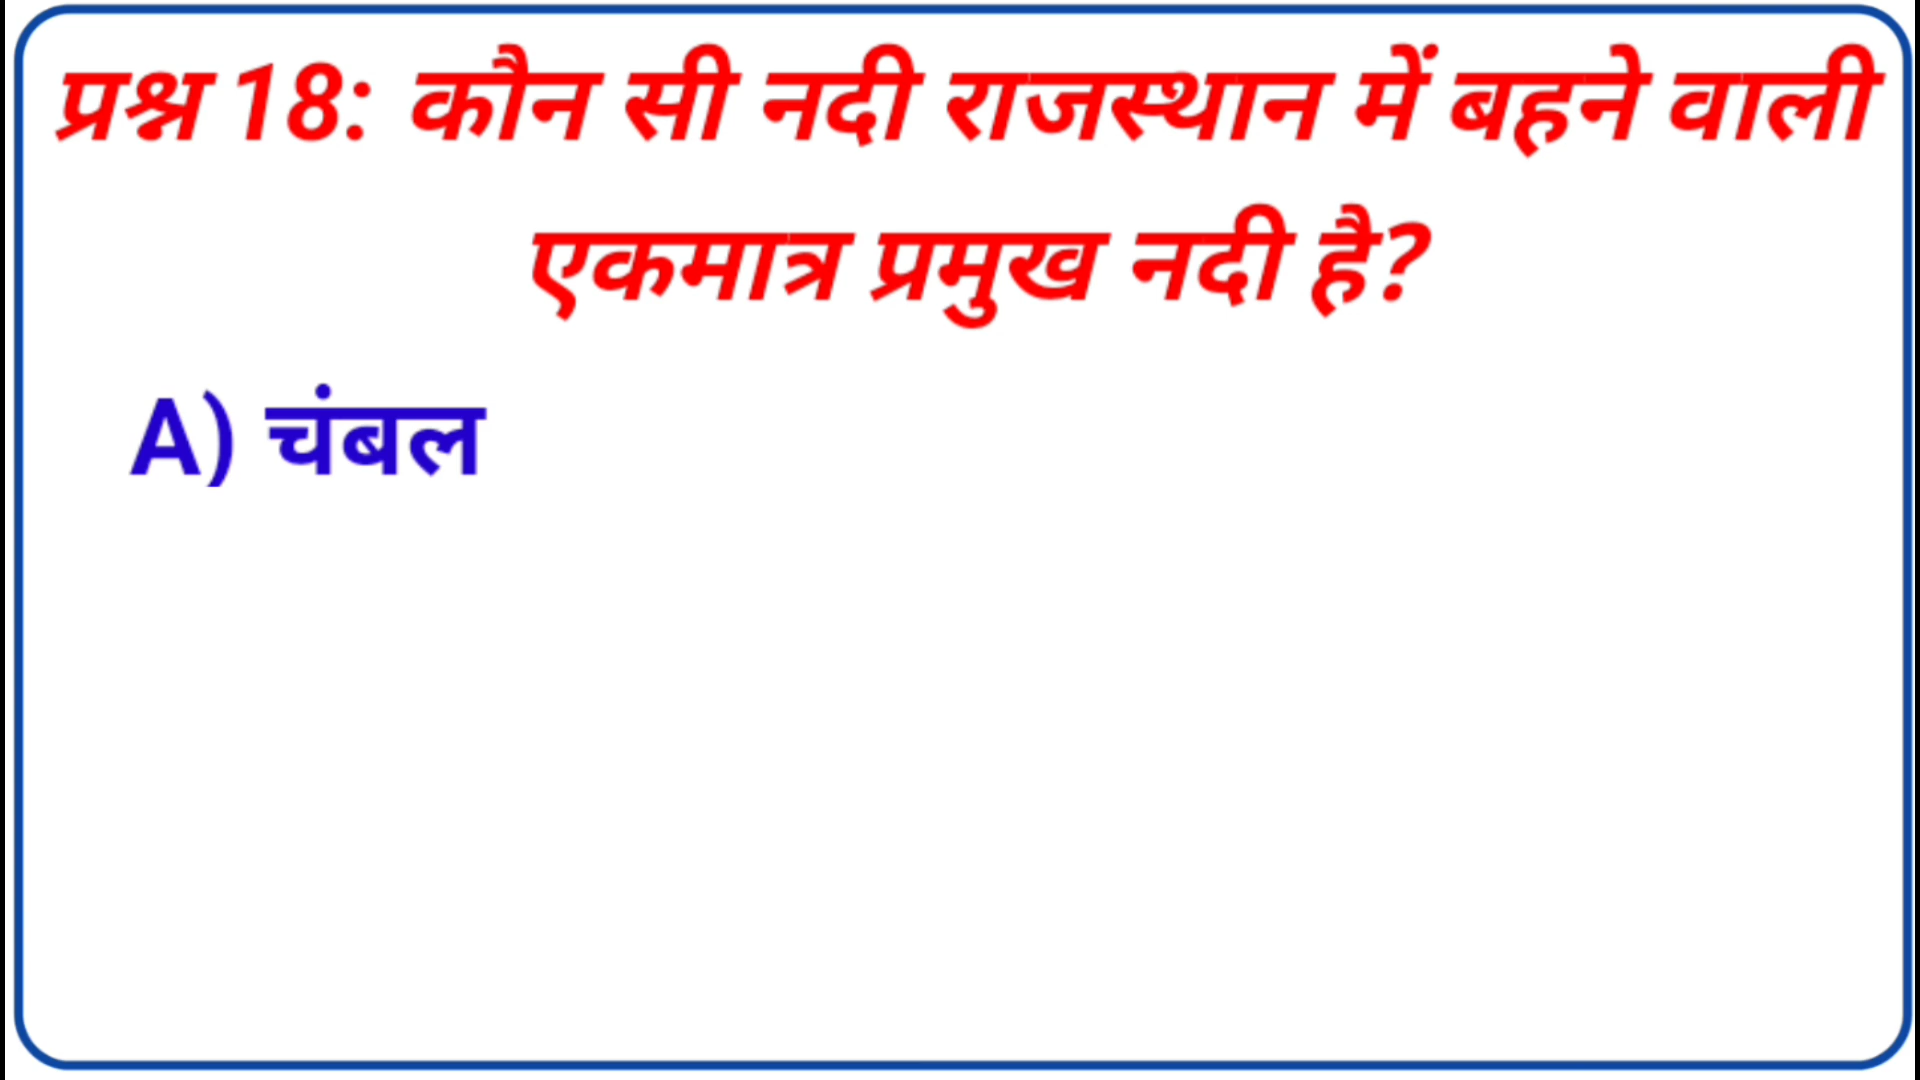 प्रश्न 18: कौन सी नदी राजस्थान में बहने वाली
एकमात्र प्रमुख नदी है?
A) चंबल